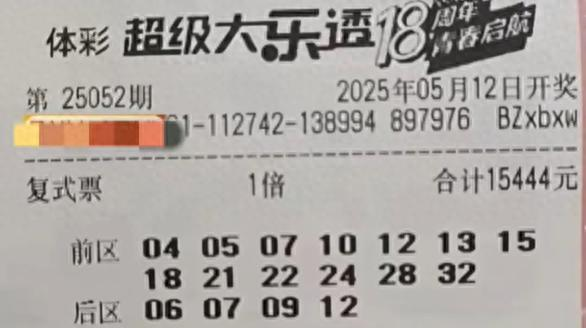 体彩 超级大乐透 18周年 青春启航
第 25052期 2025年05月12日开奖
1-112742-138994 897976 BZxbxw
复式票 1倍 合计15444元
前区 04 05 07 10 12 13 15
18 21 22 24 28 32
后区 06 07 09 12